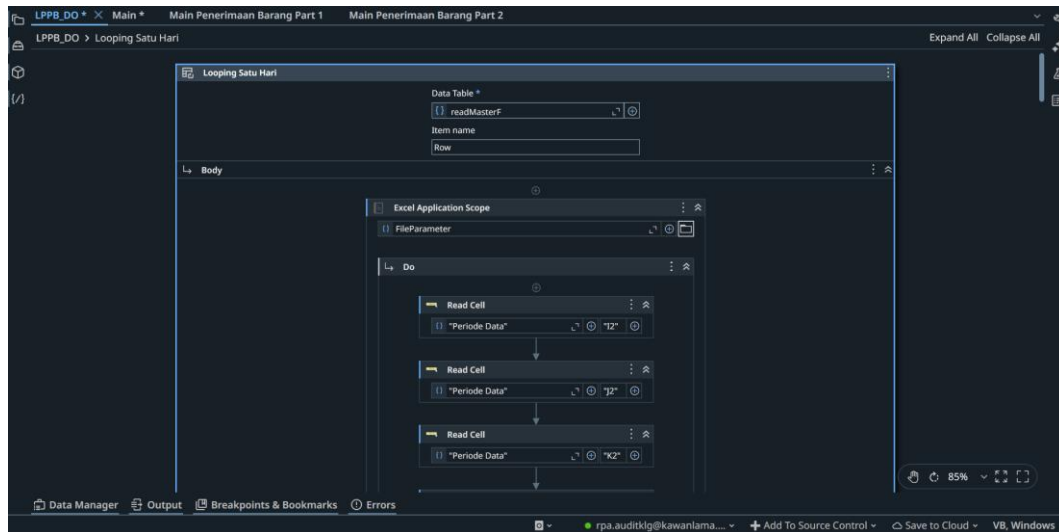 LPPB_DO * × Main * Main Penerimaan Barang Part 1 Main Penerimaan Barang Part 2
LPPB_DO > Looping Satu Hari Expand All Collapse All
Looping Satu Hari
Data Table *
readMasterF
Item name
Row
Body
Excel Application Scope
FileParameter
Do
Read Cell
"Periode Data" "I2"
Read Cell
"Periode Data" "J2"
Read Cell
"Periode Data" "K2"
85%
Data Manager Output Breakpoints & Bookmarks Errors
rpa.auditklg@kawanlama.... Add To Source Control Save to Cloud VB, Windows